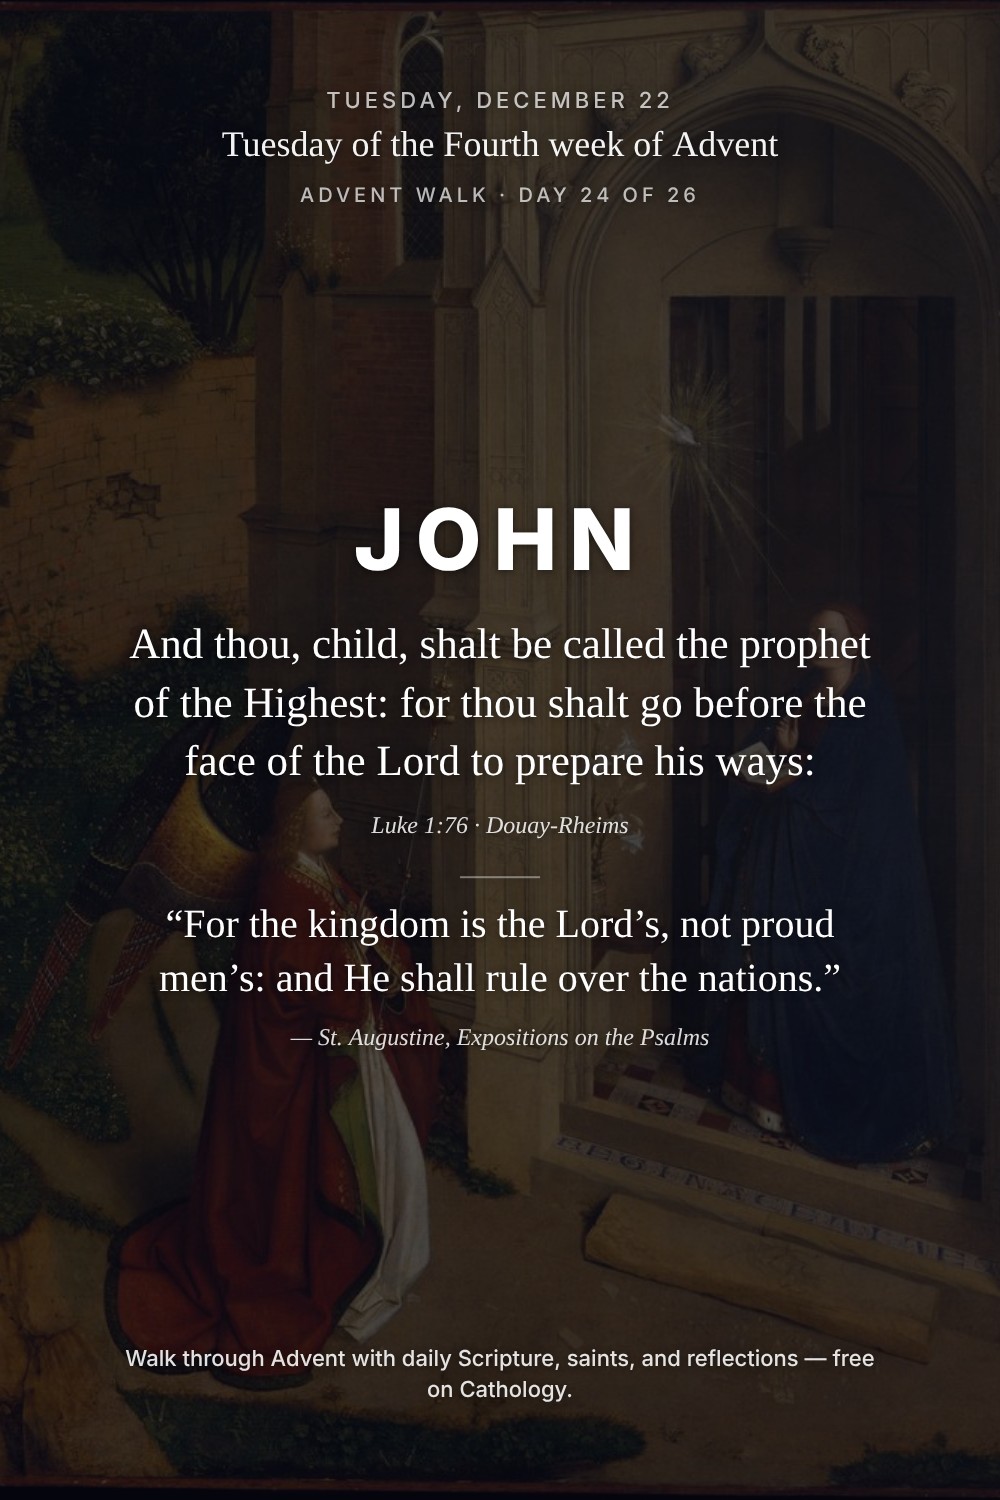 TUESDAY, DECEMBER 22
Tuesday of the Fourth week of Advent
ADVENT WALK · DAY 24 OF 26
JOHN
And thou, child, shalt be called the prophet
of the Highest: for thou shalt go before the
face of the Lord to prepare his ways:
Luke 1:76 · Douay-Rheims
“For the kingdom is the Lord’s, not proud
men’s: and He shall rule over the nations.”
— St. Augustine, Expositions on the Psalms
Walk through Advent with daily Scripture, saints, and reflections — free
on Cathology.